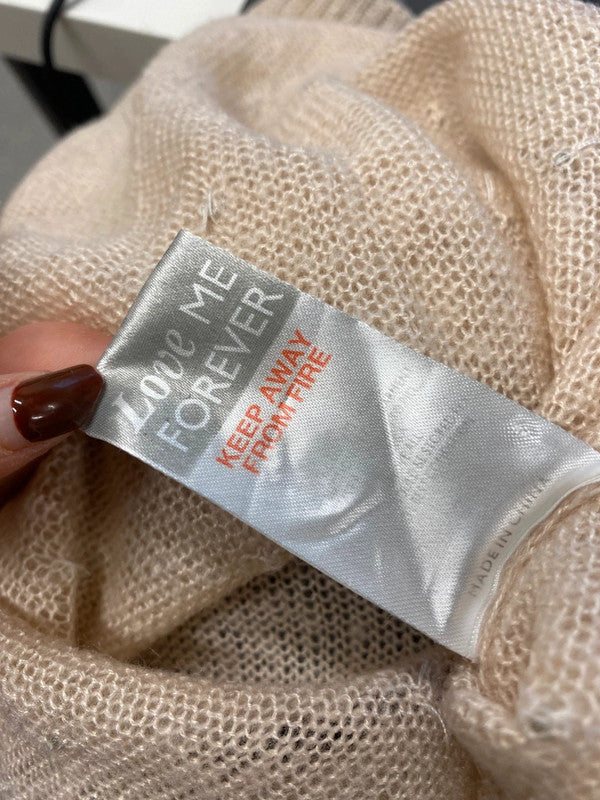 Love ME
FOREVER
KEEP AWAY
FROM FIRE
MADE IN CHINA